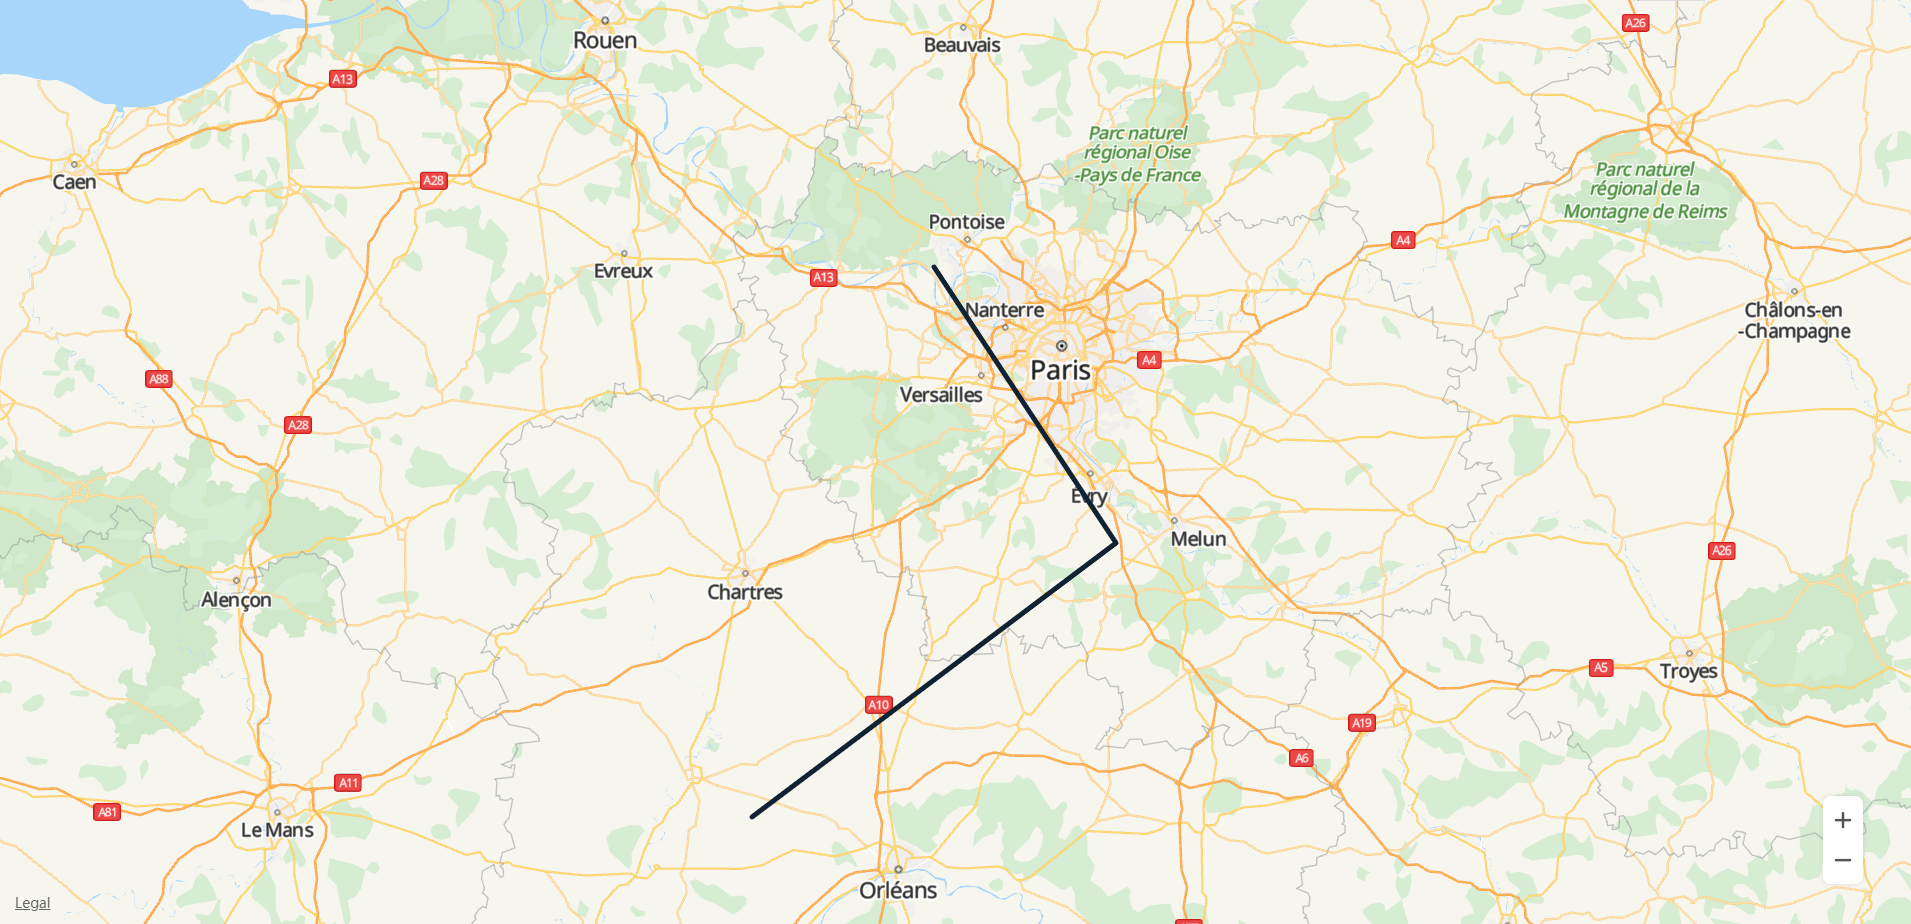 A26
Rouen
Beauvais
A13
Parc naturel
régional Oise
-Pays de France
Caen
A28
Parc naturel
régional de la
Montagne de Reims
Pontoise
A4
Evreux
A13
Nanterre
Châlons-en
-Champagne
A4
Paris
A88
Versailles
A28
Evry
Melun
A26
Chartres
Alençon
A5
Troyes
A10
A19
A6
A11
A81
Le Mans
Orléans
+
−
Legal